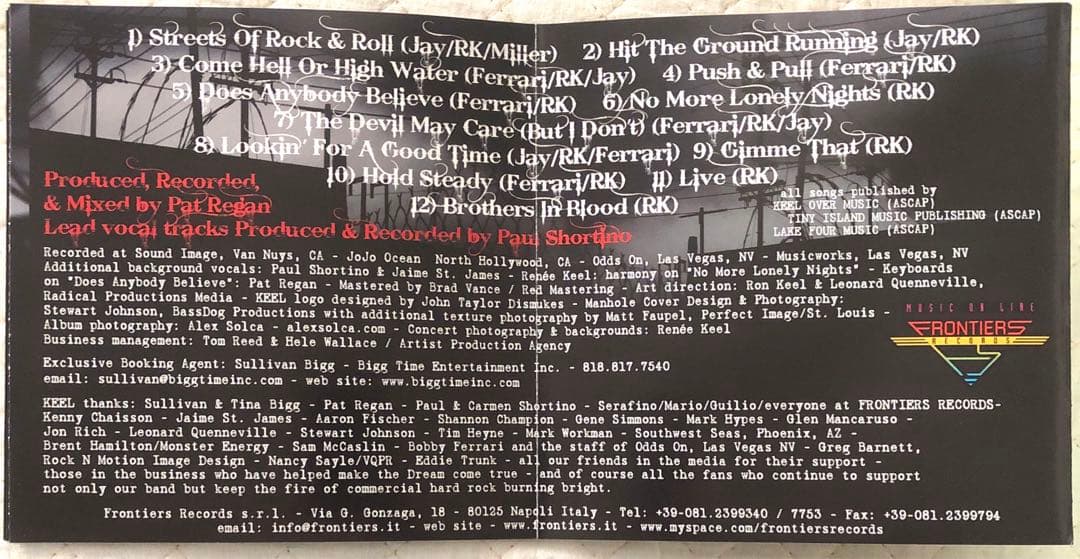 1) Streets Of Rock & Roll (Jay/RK/Miller) 2) Hit The Ground Running (Jay/RK)
3) Come Hell Or High Water (Ferrari/RK/Jay) 4) Push & Pull (Ferrari/RK)
5) Does Anybody Believe (Ferrari/RK) 6) No More Lonely Nights (RK)
7) The Devil May Care (But I Don't) (Ferrari/RK/Jay)
8) Lookin' For A Good Time (Jay/RK/Ferrari) 9) Gimme That (RK)
10) Hold Steady (Ferrari/RK) 11) Live (RK)
12) Brothers In Blood (RK)
Produced, Recorded,
& Mixed by Pat Regan
Lead vocal tracks Produced & Recorded by Paul Shortino
all songs published by
KEEL OVER MUSIC (ASCAP)
TINY ISLAND MUSIC PUBLISHING (ASCAP)
LAKE FOUR MUSIC (ASCAP)
Recorded at Sound Image, Van Nuys, CA - JoJo Ocean North Hollywood, CA - Odds On, Las Vegas, NV - Musicworks, Las Vegas, NV
Additional background vocals: Paul Shortino & Jaime St. James - Renée Keel: harmony on "No More Lonely Nights" - Keyboards
on "Does Anybody Believe": Pat Regan - Mastered by Brad Vance / Red Mastering - Art direction: Ron Keel & Leonard Quenneville,
Radical Productions Media - KEEL logo designed by John Taylor Dismukes - Manhole Cover Design & Photography:
Stewart Johnson, BassDog Productions with additional texture photography by Matt Faupel, Perfect Image/St. Louis -
Album photography: Alex Solca - alexsolca.com - Concert photography & backgrounds: Renée Keel
Business management: Tom Reed & Hele Wallace / Artist Production Agency
MUSIC ON LINE
FRONTIERS
RECORDS
Exclusive Booking Agent: Sullivan Bigg - Bigg Time Entertainment Inc. - 818.817.7540
email: sullivan@biggtimeinc.com - web site: www.biggtimeinc.com
KEEL thanks: Sullivan & Tina Bigg - Pat Regan - Paul & Carmen Shortino - Serafino/Mario/Guilio/everyone at FRONTIERS RECORDS-
Kenny Chaisson - Jaime St. James - Aaron Fischer - Shannon Champion - Gene Simmons - Mark Hypes - Glen Mancaruso -
Jon Rich - Leonard Quenneville - Stewart Johnson - Tim Heyne - Mark Workman - Southwest Seas, Phoenix, AZ -
Brent Hamilton/Monster Energy - Sam McCaslin - Bobby Ferrari and the staff of Odds On, Las Vegas NV - Greg Barnett,
Rock N Motion Image Design - Nancy Sayle/VQPR - Eddie Trunk - all our friends in the media for their support -
those in the business who have helped make the Dream come true - and of course all the fans who continue to support
not only our band but keep the fire of commercial hard rock burning bright.
Frontiers Records s.r.l. - Via G. Gonzaga, 18 - 80125 Napoli Italy - Tel: +39-081.2399340 / 7753 - Fax: +39-081.2399794
email: info@frontiers.it - web site - www.frontiers.it - www.myspace.com/frontiersrecords